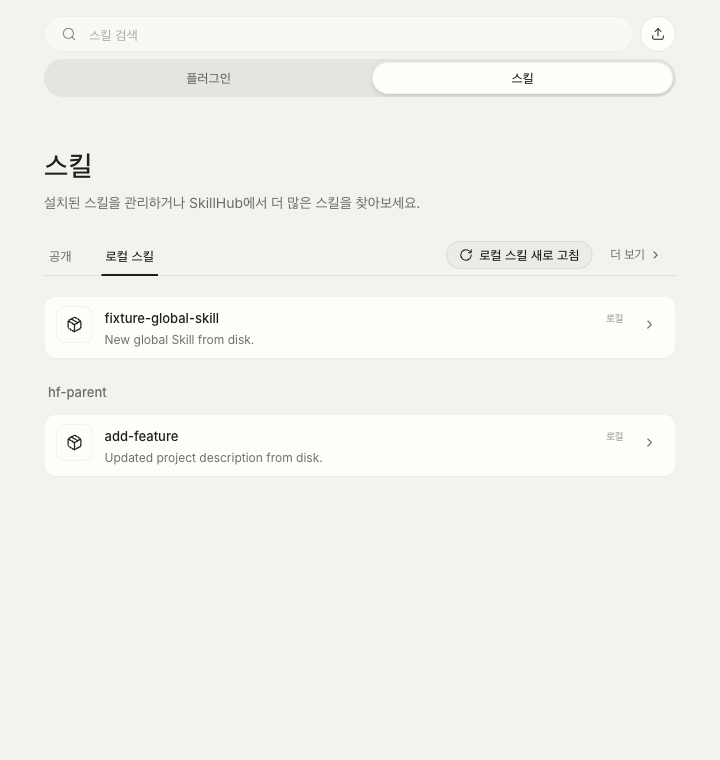 스킬 검색
플러그인
스킬
스킬
설치된 스킬을 관리하거나 SkillHub에서 더 많은 스킬을 찾아보세요.
공개
로컬 스킬
로컬 스킬 새로 고침
더 보기
fixture-global-skill
로컬
New global Skill from disk.
hf-parent
add-feature
로컬
Updated project description from disk.